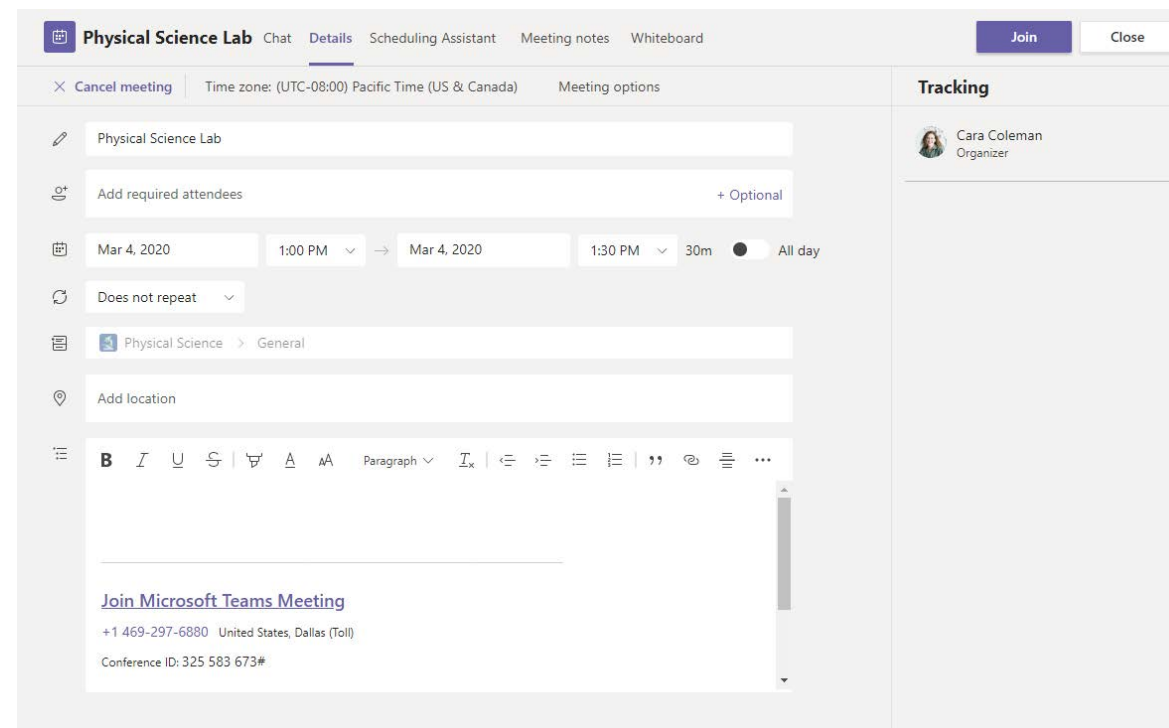 Physical Science Lab Chat Details Scheduling Assistant Meeting notes Whiteboard Join Close
Cancel meeting Time zone: (UTC-08:00) Pacific Time (US & Canada) Meeting options
Tracking
Physical Science Lab
Cara Coleman
Organizer
Add required attendees + Optional
Mar 4, 2020 1:00 PM → Mar 4, 2020 1:30 PM 30m All day
Does not repeat
Physical Science > General
Add location
B I U S A AA Paragraph Tx
Join Microsoft Teams Meeting
+1 469-297-6880 United States, Dallas (Toll)
Conference ID: 325 583 673#